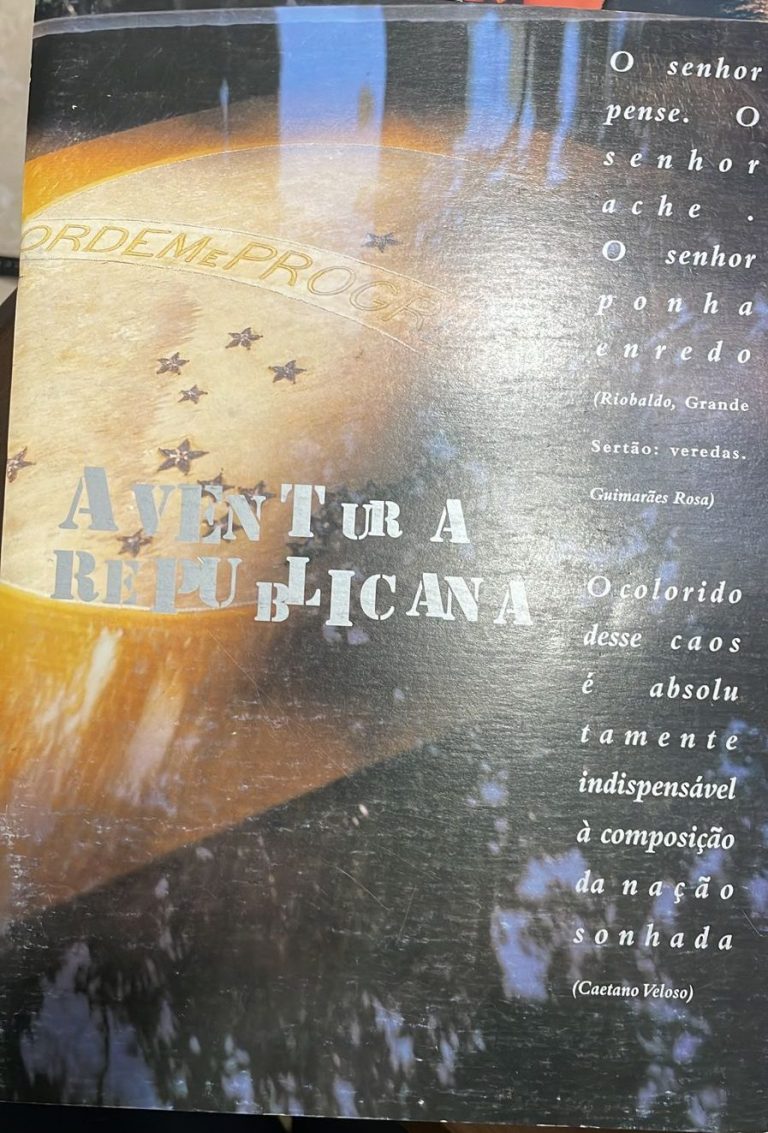 O senhor
pense. O
senhor
ache .
O senhor
ponha
enredo
(Riobaldo, Grande
Sertão: veredas.
Guimarães Rosa)
ORDEM E PROGR
AVENTURA
REPUBLICANA
O colorido
desse caos
é absolu
tamente
indispensável
à composição
da nação
sonhada
(Caetano Veloso)